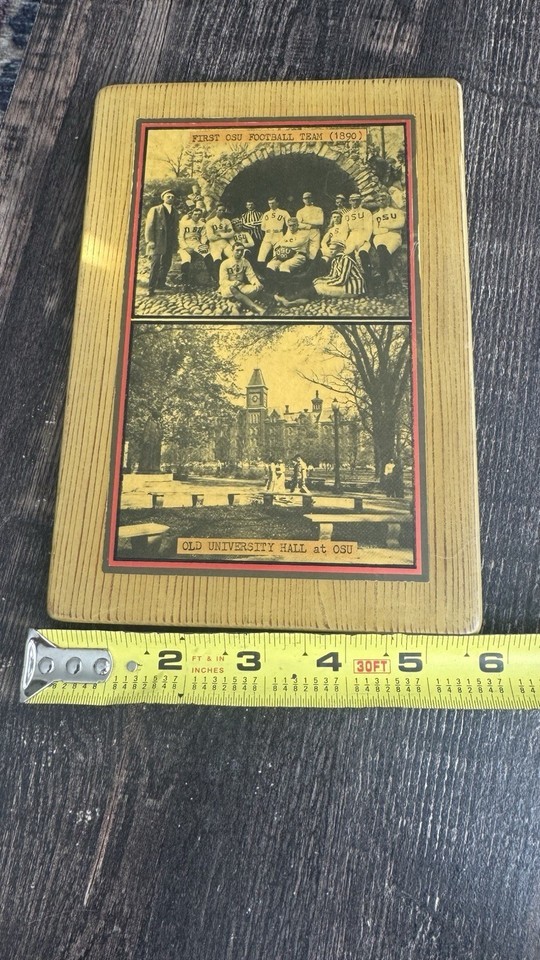 FIRST OSU FOOTBALL TEAM (1890)
OSU
OSU
OSU
OSU
OLD UNIVERSITY HALL at OSU
2 FT & IN INCHES 3 4 30FT 5 6